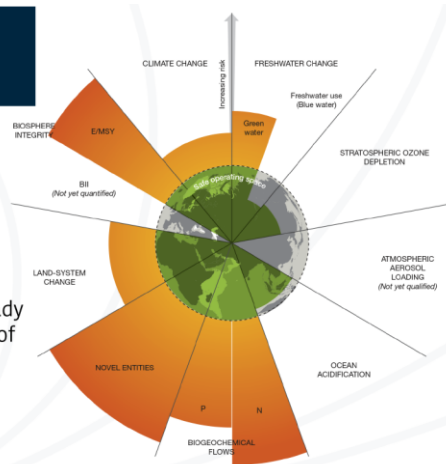 CLIMATE CHANGE
FRESHWATER CHANGE
Increasing risk
Freshwater use
(Blue water)
Green
water
BIOSPHERE
INTEGRITY
E/MSY
STRATOSPHERIC OZONE
DEPLETION
Safe operating space
BII
(Not yet quantified)
ATMOSPHERIC
AEROSOL
LOADING
(Not yet qualified)
LAND-SYSTEM
CHANGE
dy
of
NOVEL ENTITIES
OCEAN
ACIDIFICATION
P
N
BIOGEOCHEMICAL
FLOWS